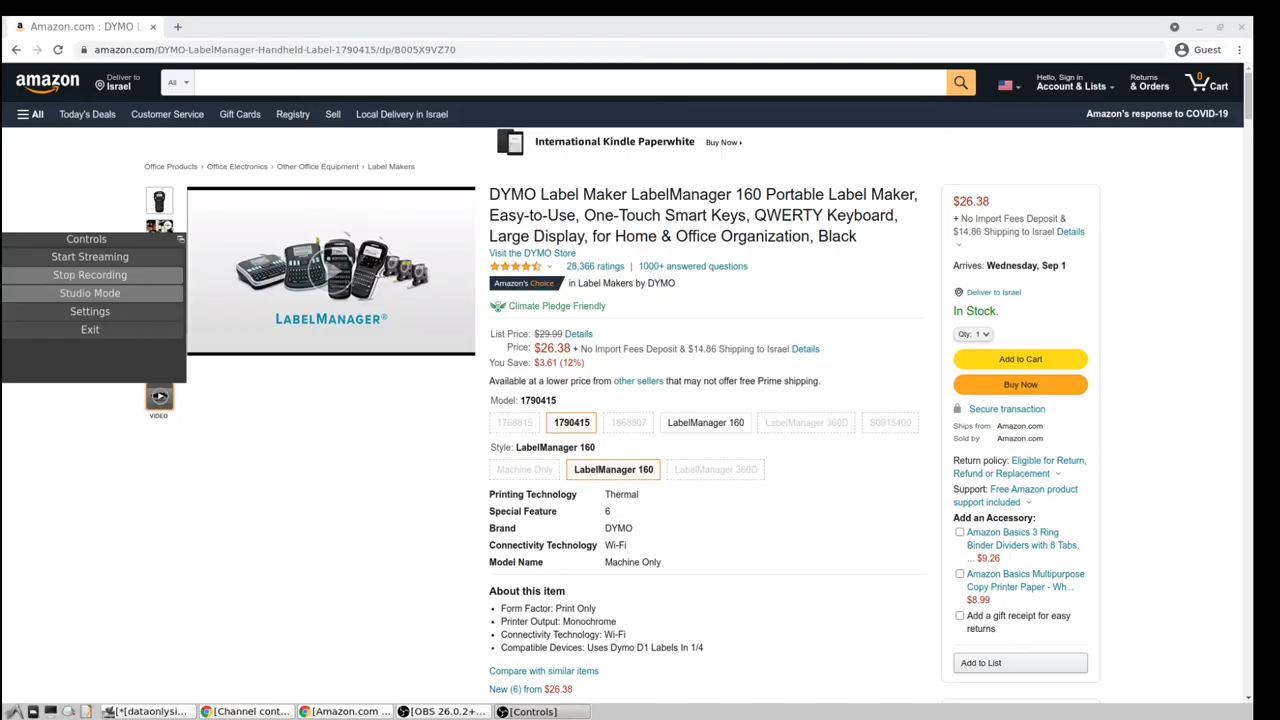 Amazon.com : DYMO L
amazon.com/DYMO-LabelManager-Handheld-Label-1790415/dp/B005X9VZ70
Guest
amazon
Deliver to
Israel
All
Hello, Sign in
Account & Lists
Returns
& Orders
0
Cart
All
Today's Deals
Customer Service
Gift Cards
Registry
Sell
Local Delivery in Israel
Amazon's response to COVID-19
International Kindle Paperwhite
Buy Now
Office Products › Office Electronics › Other Office Equipment › Label Makers
Controls
Start Streaming
Stop Recording
Studio Mode
Settings
Exit
VIDEO
LABELMANAGER®
DYMO Label Maker LabelManager 160 Portable Label Maker,
Easy-to-Use, One-Touch Smart Keys, QWERTY Keyboard,
Large Display, for Home & Office Organization, Black
Visit the DYMO Store
28,366 ratings | 1000+ answered questions
Amazon's Choice in Label Makers by DYMO
Climate Pledge Friendly
List Price: $29.99 Details
Price: $26.38 + No Import Fees Deposit & $14.86 Shipping to Israel Details
You Save: $3.61 (12%)
Available at a lower price from other sellers that may not offer free Prime shipping.
Model: 1790415
1768815 1790415 1868807 LabelManager 160 LabelManager 360D S0915400
Style: LabelManager 160
Machine Only LabelManager 160 LabelManager 360D
Printing Technology Thermal
Special Feature 6
Brand DYMO
Connectivity Technology Wi-Fi
Model Name Machine Only
About this item
• Form Factor: Print Only
• Printer Output: Monochrome
• Connectivity Technology: Wi-Fi
• Compatible Devices: Uses Dymo D1 Labels In 1/4
Compare with similar items
New (6) from $26.38
$26.38
+ No Import Fees Deposit &
$14.86 Shipping to Israel Details
Arrives: Wednesday, Sep 1
Deliver to Israel
In Stock.
Qty: 1
Add to Cart
Buy Now
Secure transaction
Ships from Amazon.com
Sold by Amazon.com
Return policy: Eligible for Return,
Refund or Replacement
Support: Free Amazon product
support included
Add an Accessory:
Amazon Basics 3 Ring
Binder Dividers with 8 Tabs,
... $9.26
Amazon Basics Multipurpose
Copy Printer Paper - Wh...
$8.99
Add a gift receipt for easy
returns
Add to List
[*[dataonlysi...
[Channel cont...
[Amazon.com ...
[OBS 26.0.2+...
[Controls]